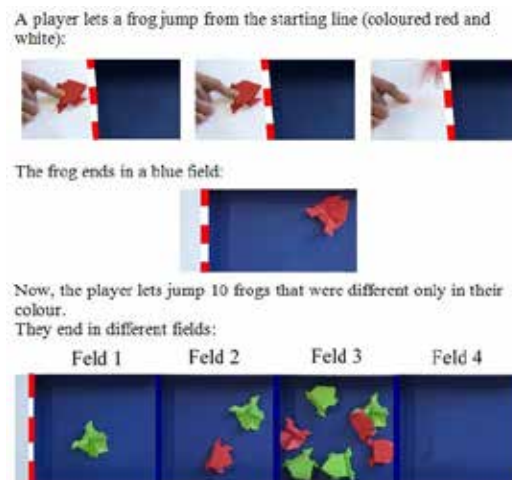 A player lets a frog jump from the starting line (coloured red and
white):
The frog ends in a blue field:
Now, the player lets jump 10 frogs that were different only in their
colour.
They end in different fields:
Feld 1 Feld 2 Feld 3 Feld 4